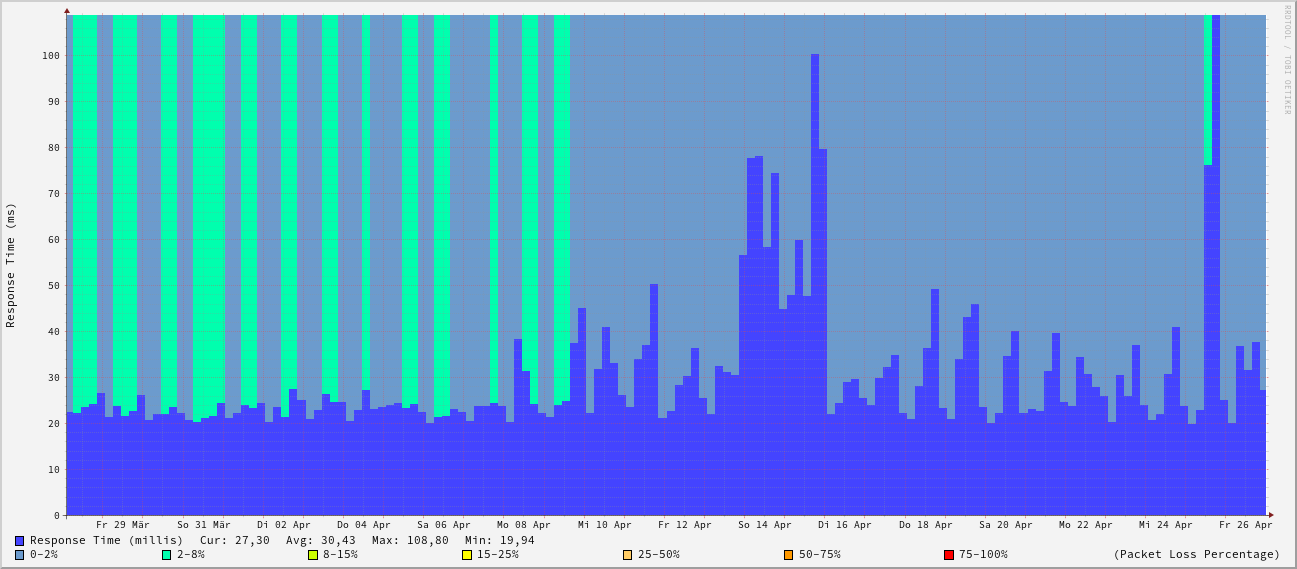 RRDTOOL / TOBI OETIKER
Response Time (ms)
100
90
80
70
60
50
40
30
20
10
0
Fr 29 Mär So 31 Mär Di 02 Apr Do 04 Apr Sa 06 Apr Mo 08 Apr Mi 10 Apr Fr 12 Apr So 14 Apr Di 16 Apr Do 18 Apr Sa 20 Apr Mo 22 Apr Mi 24 Apr Fr 26 Apr
Response Time (millis) Cur: 27,30 Avg: 30,43 Max: 108,80 Min: 19,94
0-2% 2-8% 8-15% 15-25% 25-50% 50-75% 75-100% (Packet Loss Percentage)